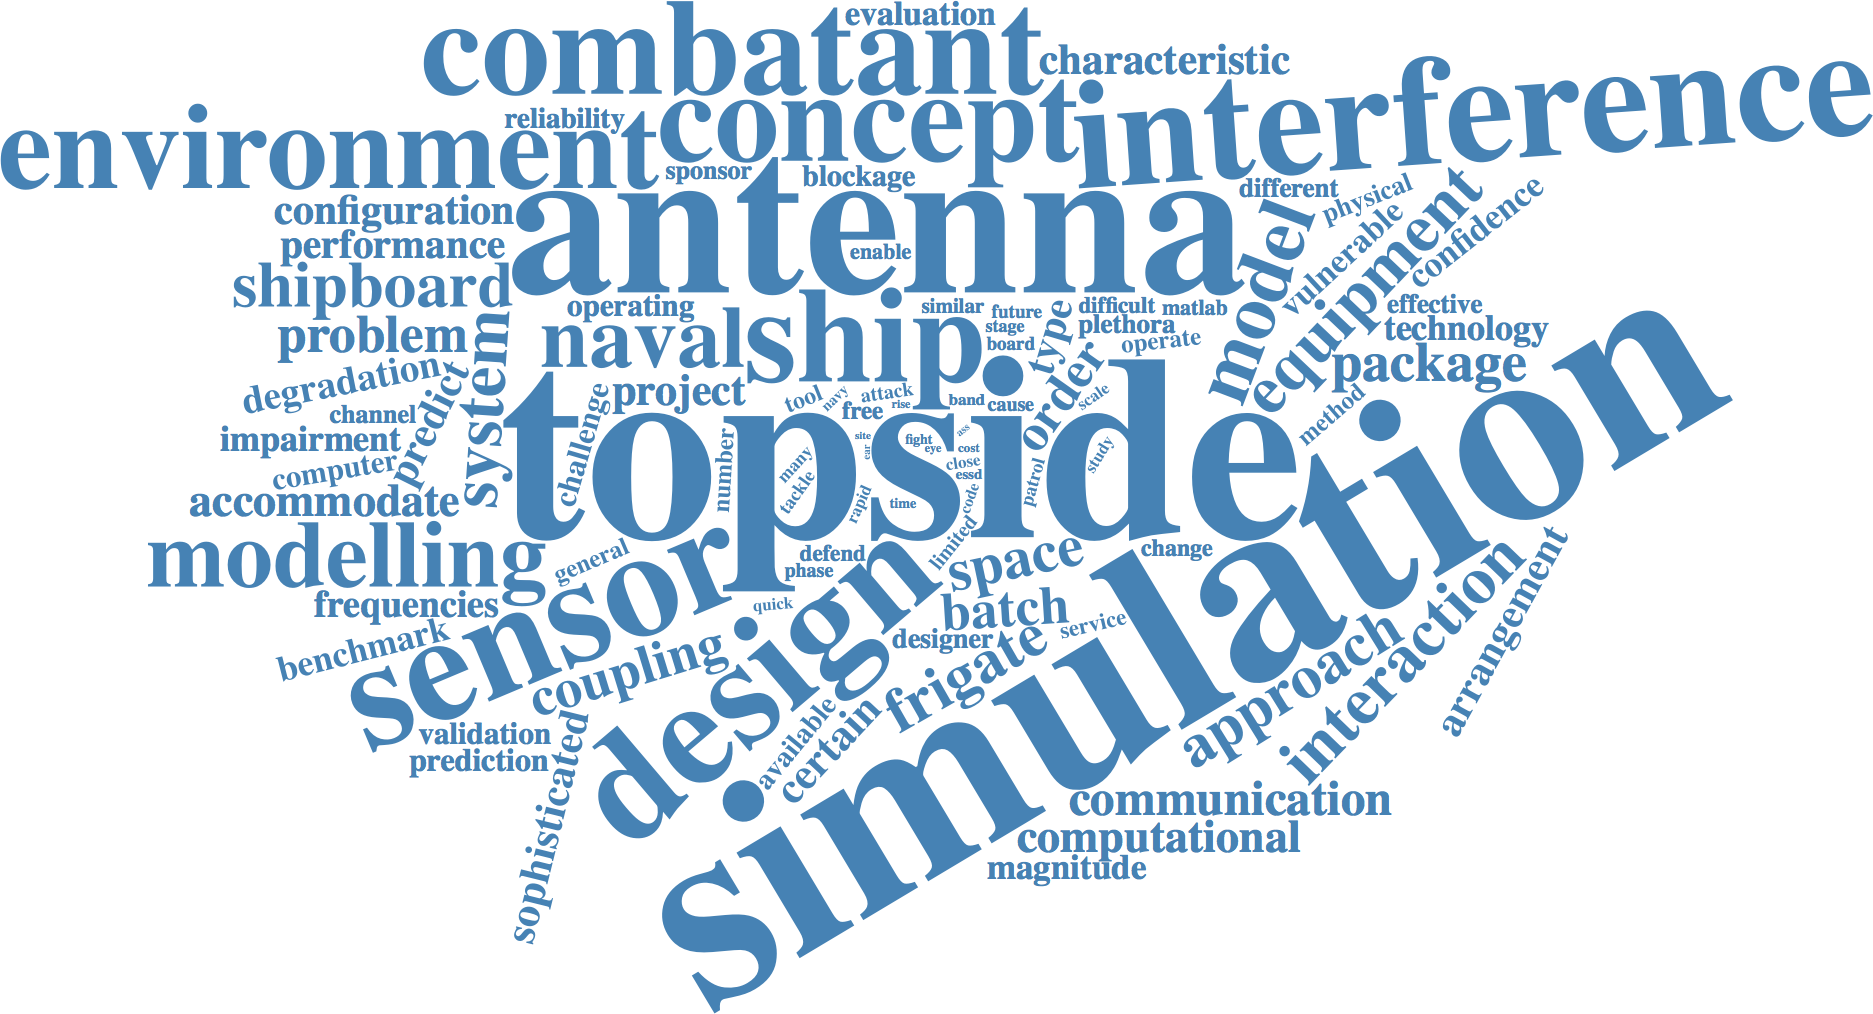 evaluation
combatant
characteristic
interference
concept
reliability
environment
sponsor
blockage
different
physical
antenna
configuration
performance
enable
model
vulnerable
equipment
confidence
shipboard
operating
similar
future
difficult
matlab
effective
problem
naval
ship
stage
board
type
plethora
operate
technology
package
degradation
predict
system
challenge
project
tool
navy
attack
free
rise
band
cause
order
scale
channel
impairment
computer
accommodate
topside
number
many
tackle
site
ear
fight
eye
ass
cost
close
essd
rapid
time
code
patrol
study
method
simulation
modelling
general
sensor
defend
phase
design
limited
space
change
frequencies
quick
batch
designer
service
benchmark
coupling
frigate
approach
interaction
arrangement
validation
prediction
sophisticated
available
certain
communication
computational
magnitude